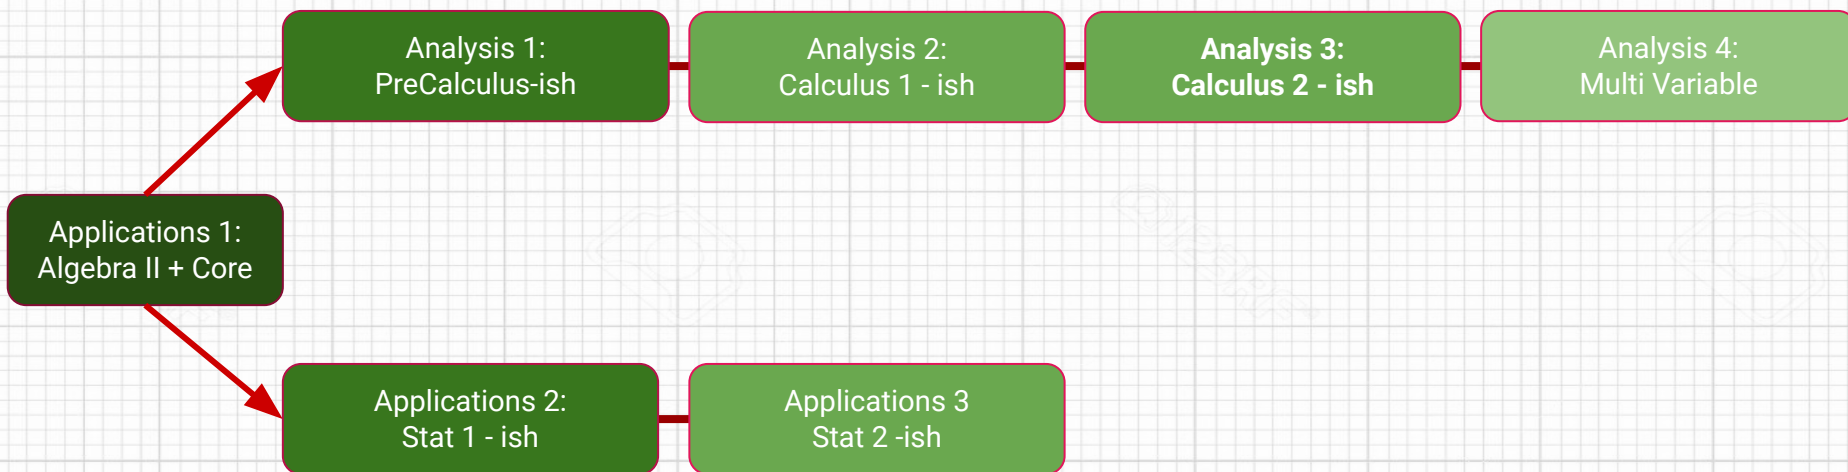 Analysis 1:
PreCalculus-ish
Analysis 2:
Calculus 1 - ish
Analysis 3:
Calculus 2 - ish
Analysis 4:
Multi Variable
Applications 1:
Algebra II + Core
Applications 2:
Stat 1 - ish
Applications 3
Stat 2 -ish